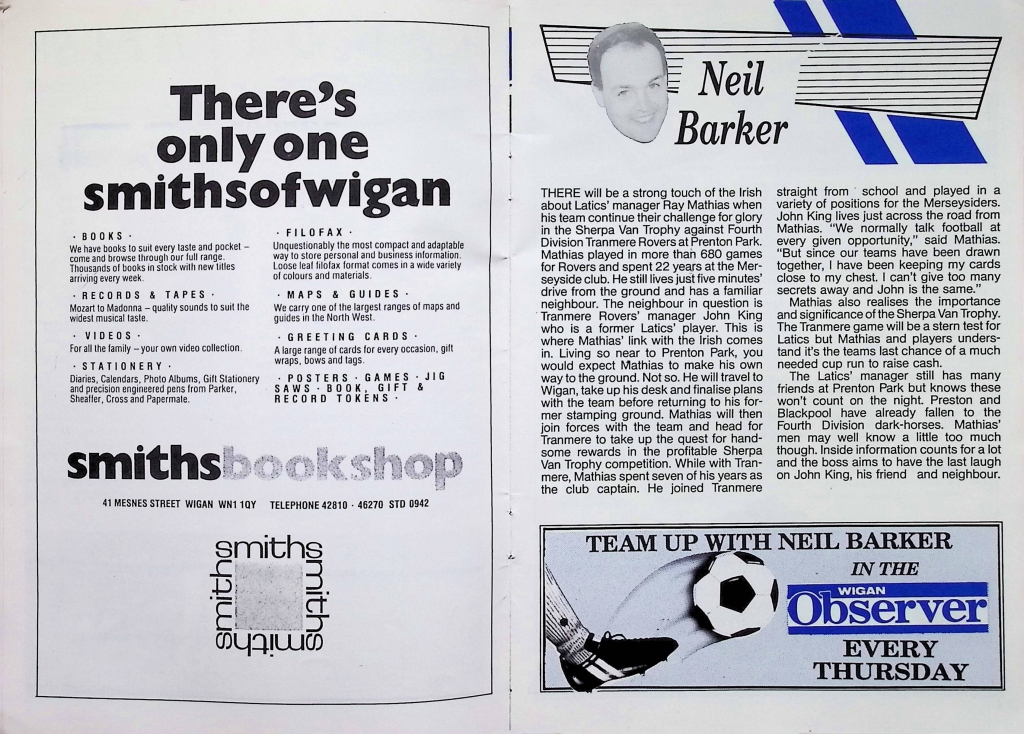 There's
only one
smithsofwigan
· BOOKS ·
We have books to suit every taste and pocket –
come and browse through our full range.
Thousands of books in stock with new titles
arriving every week.
· RECORDS & TAPES ·
Mozart to Madonna – quality sounds to suit the
widest musical taste.
· VIDEOS ·
For all the family – your own video collection.
· STATIONERY ·
Diaries, Calendars, Photo Albums, Gift Stationery
and precision engineered pens from Parker,
Sheaffer, Cross and Papermate.
· FILOFAX ·
Unquestionably the most compact and adaptable
way to store personal and business information.
Loose leaf filofax format comes in a wide variety
of colours and materials.
· MAPS & GUIDES ·
We carry one of the largest ranges of maps and
guides in the North West.
· GREETING CARDS ·
A large range of cards for every occasion, gift
wraps, bows and tags.
· POSTERS · GAMES · JIG
SAWS · BOOK, GIFT &
RECORD TOKENS ·
smithsbookshop
41 MESNES STREET WIGAN WN1 1QY TELEPHONE 42810 · 46270 STD 0942
smiths
smiths
smiths
smiths
Neil
Barker
THERE will be a strong touch of the Irish
about Latics' manager Ray Mathias when
his team continue their challenge for glory
in the Sherpa Van Trophy against Fourth
Division Tranmere Rovers at Prenton Park.
Mathias played in more than 680 games
for Rovers and spent 22 years at the Mer-
seyside club. He still lives just five minutes'
drive from the ground and has a familiar
neighbour. The neighbour in question is
Tranmere Rovers' manager John King
who is a former Latics' player. This is
where Mathias' link with the Irish comes
in. Living so near to Prenton Park, you
would expect Mathias to make his own
way to the ground. Not so. He will travel to
Wigan, take up his desk and finalise plans
with the team before returning to his for-
mer stamping ground. Mathias will then
join forces with the team and head for
Tranmere to take up the quest for hand-
some rewards in the profitable Sherpa
Van Trophy competition. While with Tran-
mere, Mathias spent seven of his years as
the club captain. He joined Tranmere
straight from school and played in a
variety of positions for the Merseysiders.
John King lives just across the road from
Mathias. "We normally talk football at
every given opportunity," said Mathias.
"But since our teams have been drawn
together, I have been keeping my cards
close to my chest. I can't give too many
secrets away and John is the same."
Mathias also realises the importance
and significance of the Sherpa Van Trophy.
The Tranmere game will be a stern test for
Latics but Mathias and players unders-
tand it's the teams last chance of a much
needed cup run to raise cash.
The Latics' manager still has many
friends at Prenton Park but knows these
won't count on the night. Preston and
Blackpool have already fallen to the
Fourth Division dark-horses. Mathias'
men may well know a little too much
though. Inside information counts for a lot
and the boss aims to have the last laugh
on John King, his friend and neighbour.
TEAM UP WITH NEIL BARKER
IN THE
WIGAN
Observer
EVERY
THURSDAY